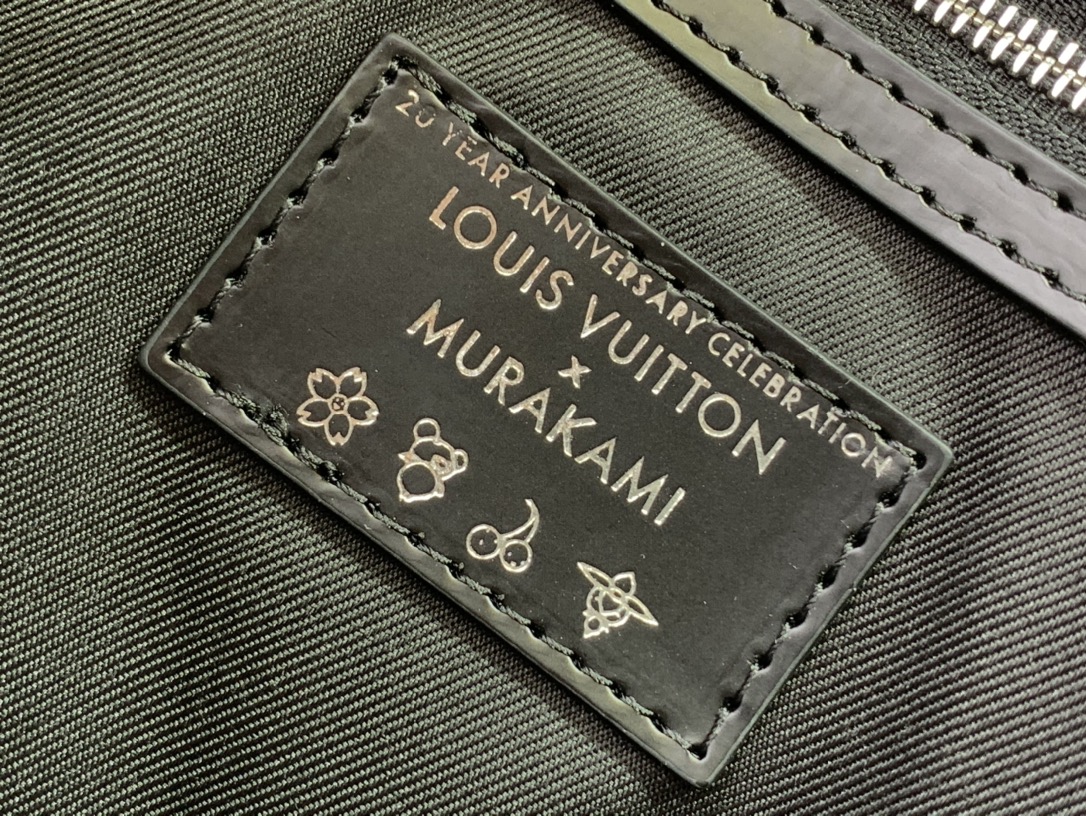 20 YEAR ANNIVERSARY CELEBRATION
LOUIS VUITTON
x
MURAKAMI